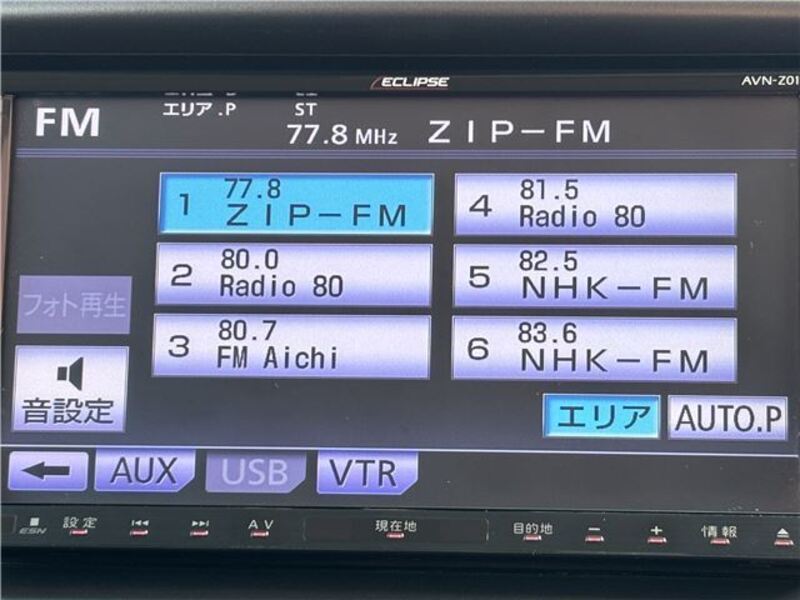 ECLIPSE AVN-Z01
FM エリア.P ST
77.8 MHz ZIP-FM
1 77.8 ZIP-FM
2 80.0 Radio 80
3 80.7 FM Aichi
4 81.5 Radio 80
5 82.5 NHK-FM
6 83.6 NHK-FM
フォト再生
音設定
エリア AUTO.P
AUX USB VTR
ESN 設定 AV 現在地 目的地 − + 情報